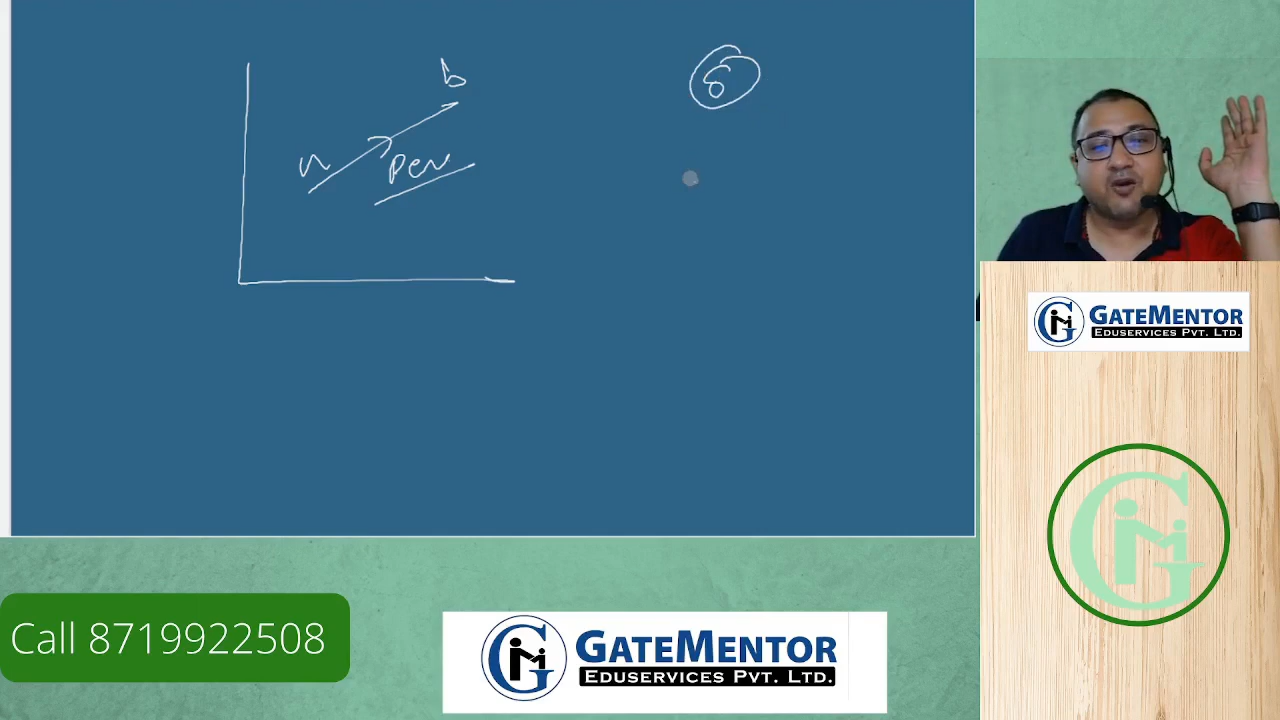 b
6
n
Per
GATEMENTOR
EDUSERVICES PVT. LTD.
Call 8719922508
GATEMENTOR
EDUSERVICES PVT. LTD.